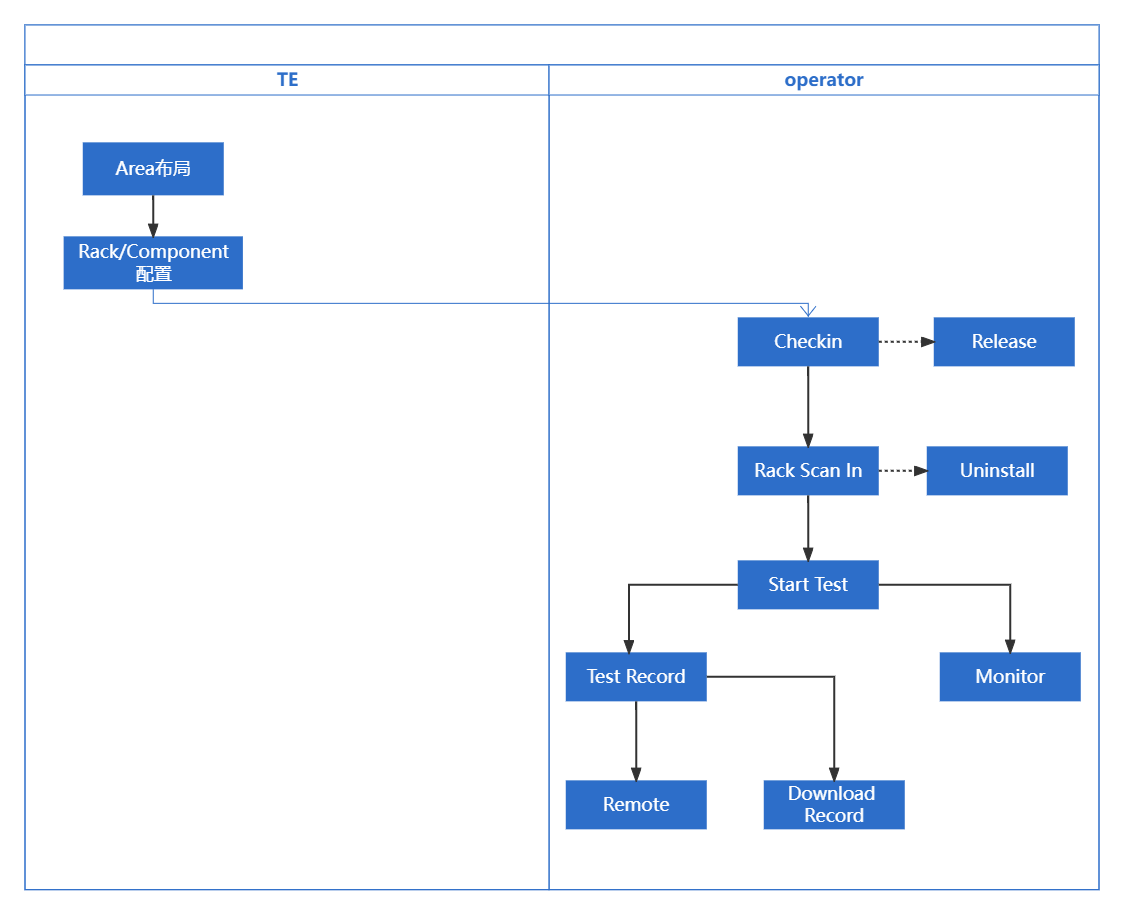 TE
operator
Area布局
Rack/Component
配置
Checkin
Release
Rack Scan In
Uninstall
Start Test
Test Record
Monitor
Remote
Download
Record